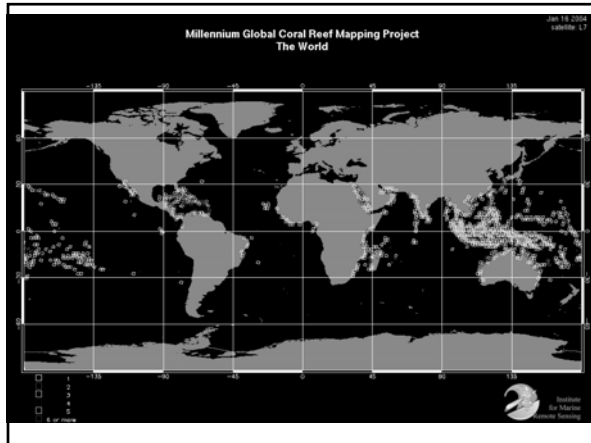 Jan 16 2004
satellite: L7
Millennium Global Coral Reef Mapping Project
The World
-135 -90 -45 0 45 90 135
-135 -90 -45 0 45 90 135
1
2
3
4
5
6 or more
Institute
for Marine
Remote Sensing